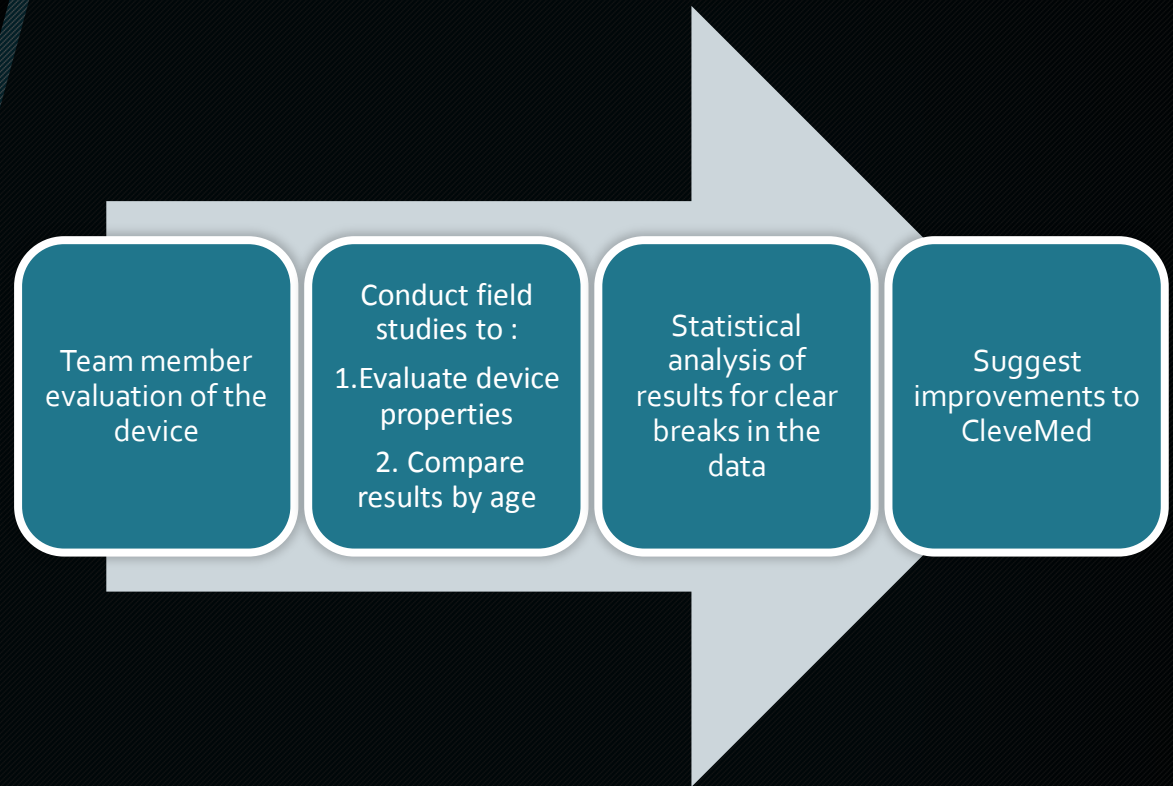 Team member
evaluation of the
device
Conduct field
studies to :
1.Evaluate device
properties
2. Compare
results by age
Statistical
analysis of
results for clear
breaks in the
data
Suggest
improvements to
CleveMed